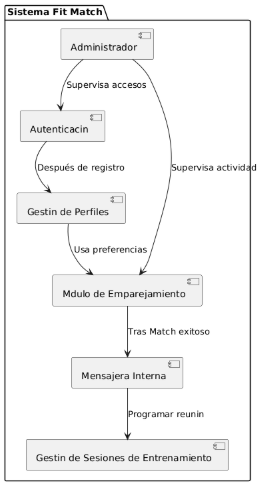 Sistema Fit Match
Administrador
Supervisa accesos
Autenticacin
Después de registro
Supervisa actividad
Gestin de Perfiles
Usa preferencias
Mdulo de Emparejamiento
Tras Match exitoso
Mensajera Interna
Programar reunin
Gestin de Sesiones de Entrenamiento